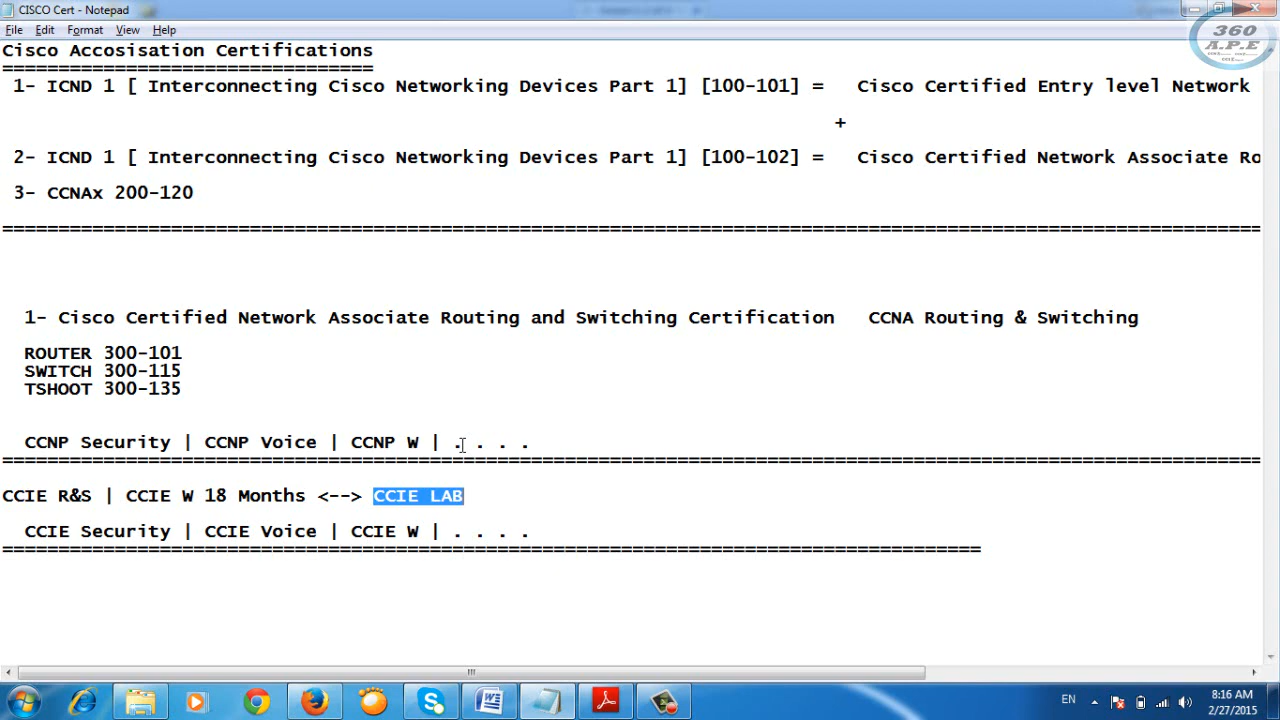 CISCO Cert - Notepad
File Edit Format View Help
360
A.P.E
Cisco Accosisation Certifications
=================================
1- ICND 1 [ Interconnecting Cisco Networking Devices Part 1] [100-101] = Cisco Certified Entry level Network
+
2- ICND 1 [ Interconnecting Cisco Networking Devices Part 1] [100-102] = Cisco Certified Network Associate Ro
3- CCNAx 200-120
1- Cisco Certified Network Associate Routing and Switching Certification CCNA Routing & Switching
ROUTER 300-101
SWITCH 300-115
TSHOOT 300-135
CCNP Security | CCNP Voice | CCNP W | . . . .
CCIE R&S | CCIE W 18 Months <--> CCIE LAB
CCIE Security | CCIE Voice | CCIE W | . . . .
EN
8:16 AM
2/27/2015